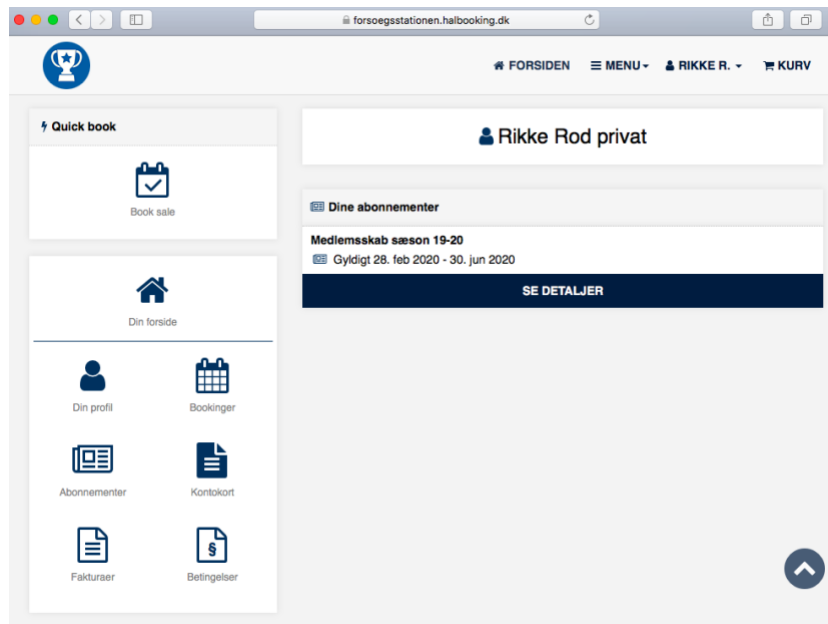 forsoegsstationen.halbooking.dk
FORSIDEN MENU RIKKE R. KURV
Quick book
Book sale
Din forside
Din profil Bookinger
Abonnementer Kontokort
Fakturaer Betingelser
Rikke Rod privat
Dine abonnementer
Medlemsskab sæson 19-20
Gyldigt 28. feb 2020 - 30. jun 2020
SE DETALJER